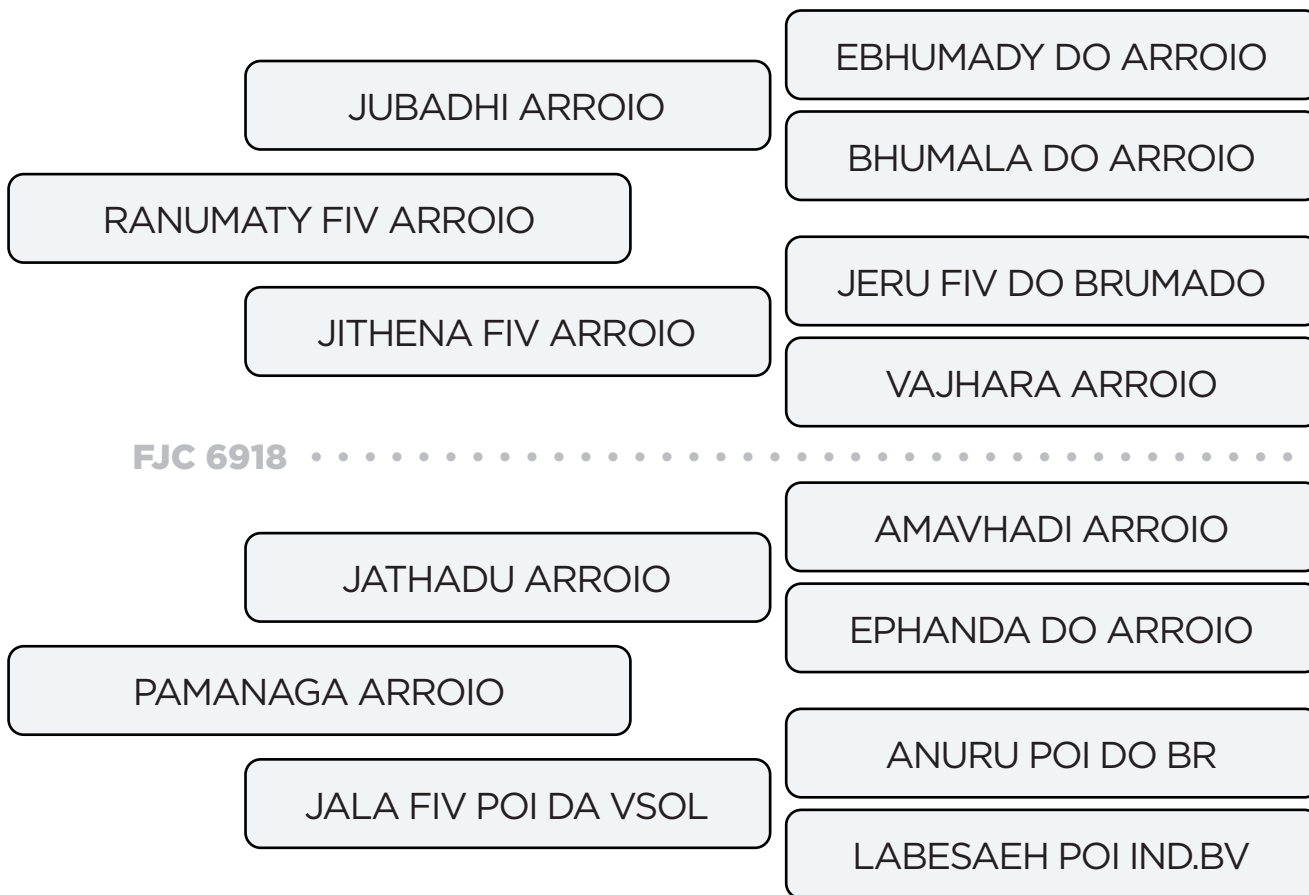 EBHUMADY DO ARROIO
JUBADHI ARROIO
BHUMALA DO ARROIO
RANUMATY FIV ARROIO
JERU FIV DO BRUMADO
JITHENA FIV ARROIO
VAJHARA ARROIO
FJC 6918
AMAVHADI ARROIO
JATHADU ARROIO
EPHANDA DO ARROIO
PAMANAGA ARROIO
ANURU POI DO BR
JALA FIV POI DA VSOL
LABESAEH POI IND.BV